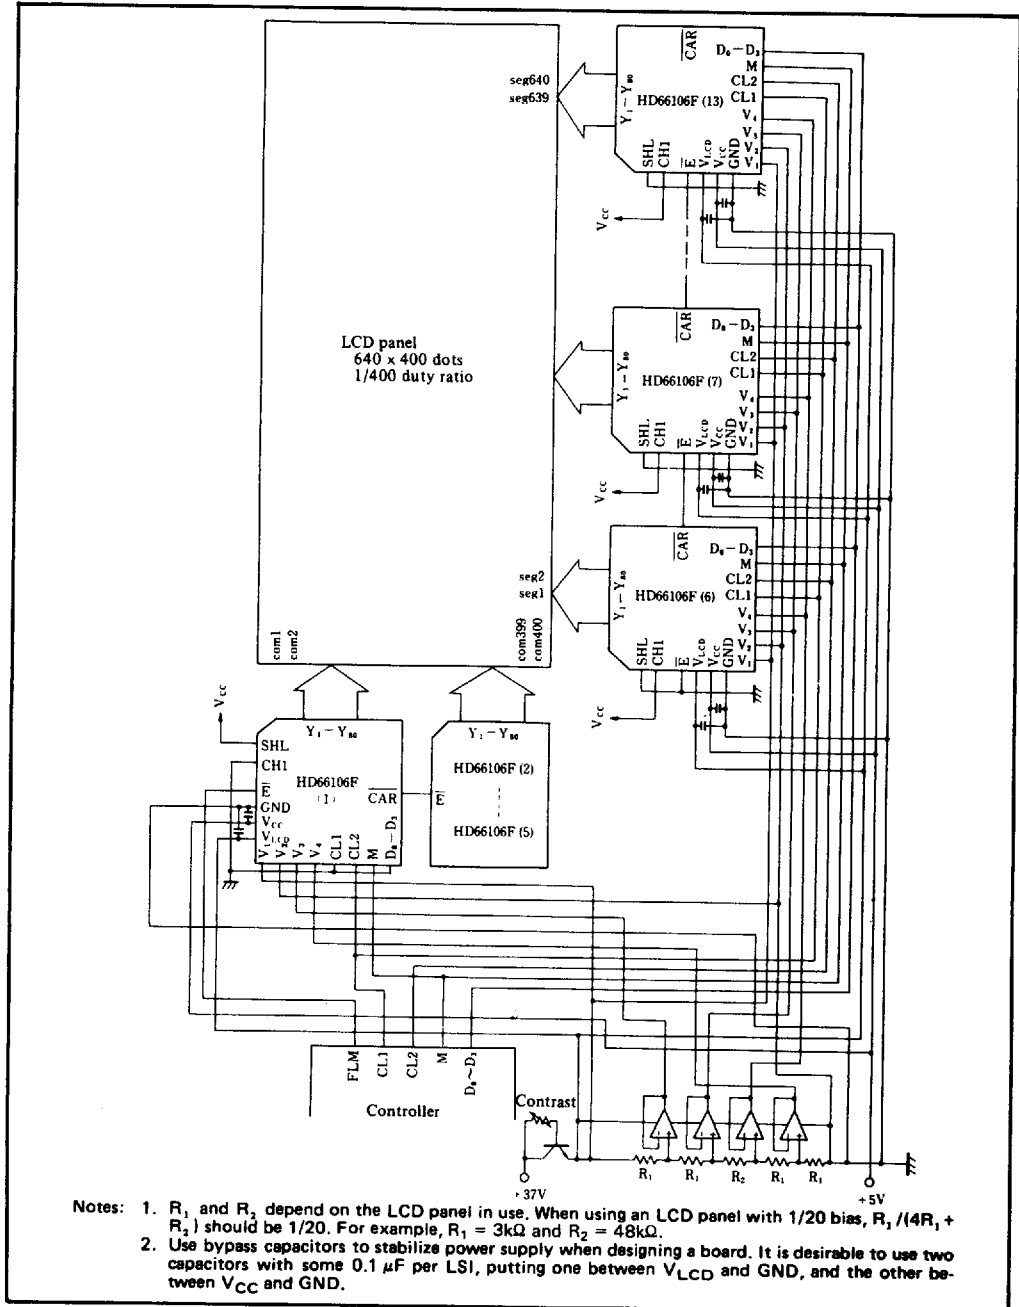 CAR
D₀–D₃
M
CL2
CL1
V₄
V₃
V₂
V₁
seg640
seg639
Y₁–Y₈₀
HD66106F (13)
SHL
CH1
E
V_LCD
V_CC
GND
Vcc
CAR
D₀–D₃
M
CL2
CL1
V₄
V₃
V₂
V₁
LCD panel
640 x 400 dots
1/400 duty ratio
Y₁–Y₈₀
HD66106F (7)
SHL
CH1
E
V_LCD
V_CC
GND
Vcc
CAR
D₀–D₃
M
CL2
CL1
V₄
V₃
V₂
V₁
seg2
seg1
Y₁–Y₈₀
HD66106F (6)
SHL
CH1
E
V_LCD
V_CC
GND
Vcc
com1
com2
com399
com400
Vcc
Y₁–Y₈₀
SHL
CH1
E
GND
Vcc
V_LCD
HD66106F
(1)
CAR
V₁
V₂
V₃
V₄
CL1
CL2
M
D₀–D₃
Y₁–Y₈₀
HD66106F (2)
E
HD66106F (5)
FLM
CL1
CL2
M
D₀~D₃
Controller
Contrast
+37V
R₁
R₁
R₂
R₁
R₁
+5V
Notes: 1. R₁ and R₂ depend on the LCD panel in use. When using an LCD panel with 1/20 bias, R₁/(4R₁ +
R₂) should be 1/20. For example, R₁ = 3kΩ and R₂ = 48kΩ.
2. Use bypass capacitors to stabilize power supply when designing a board. It is desirable to use two
capacitors with some 0.1 μF per LSI, putting one between V_LCD and GND, and the other be-
tween V_CC and GND.